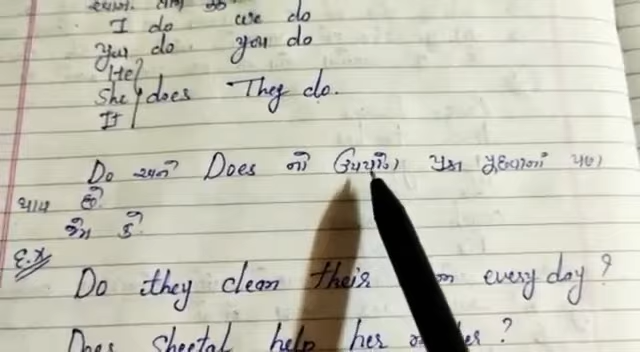 I do we do
You do you do
He
She does They do.
It
Do અને Does નો ઉપયોગ પ્રશ્ન પુછવામાં પણ
થાય છે
જેમ કે
E.x
Do they clean their every day ?
Does Sheetal help her ?